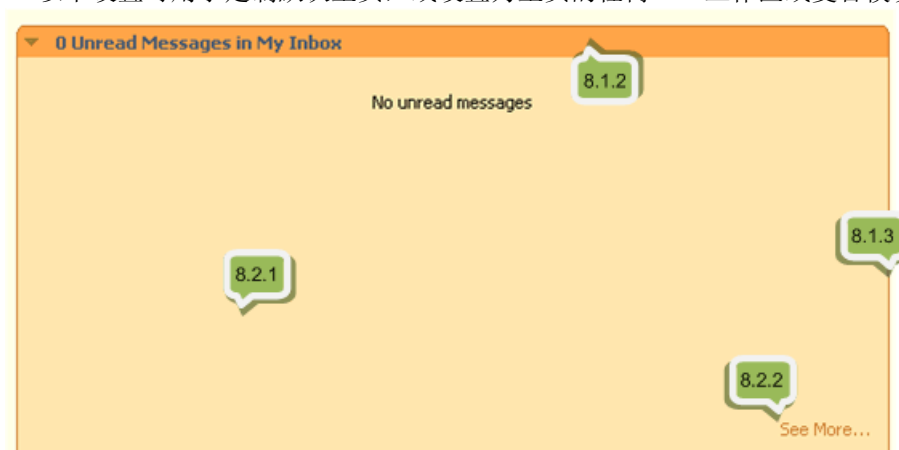 0 Unread Messages in My Inbox
8.1.2
No unread messages
8.1.3
8.2.1
8.2.2
See More...